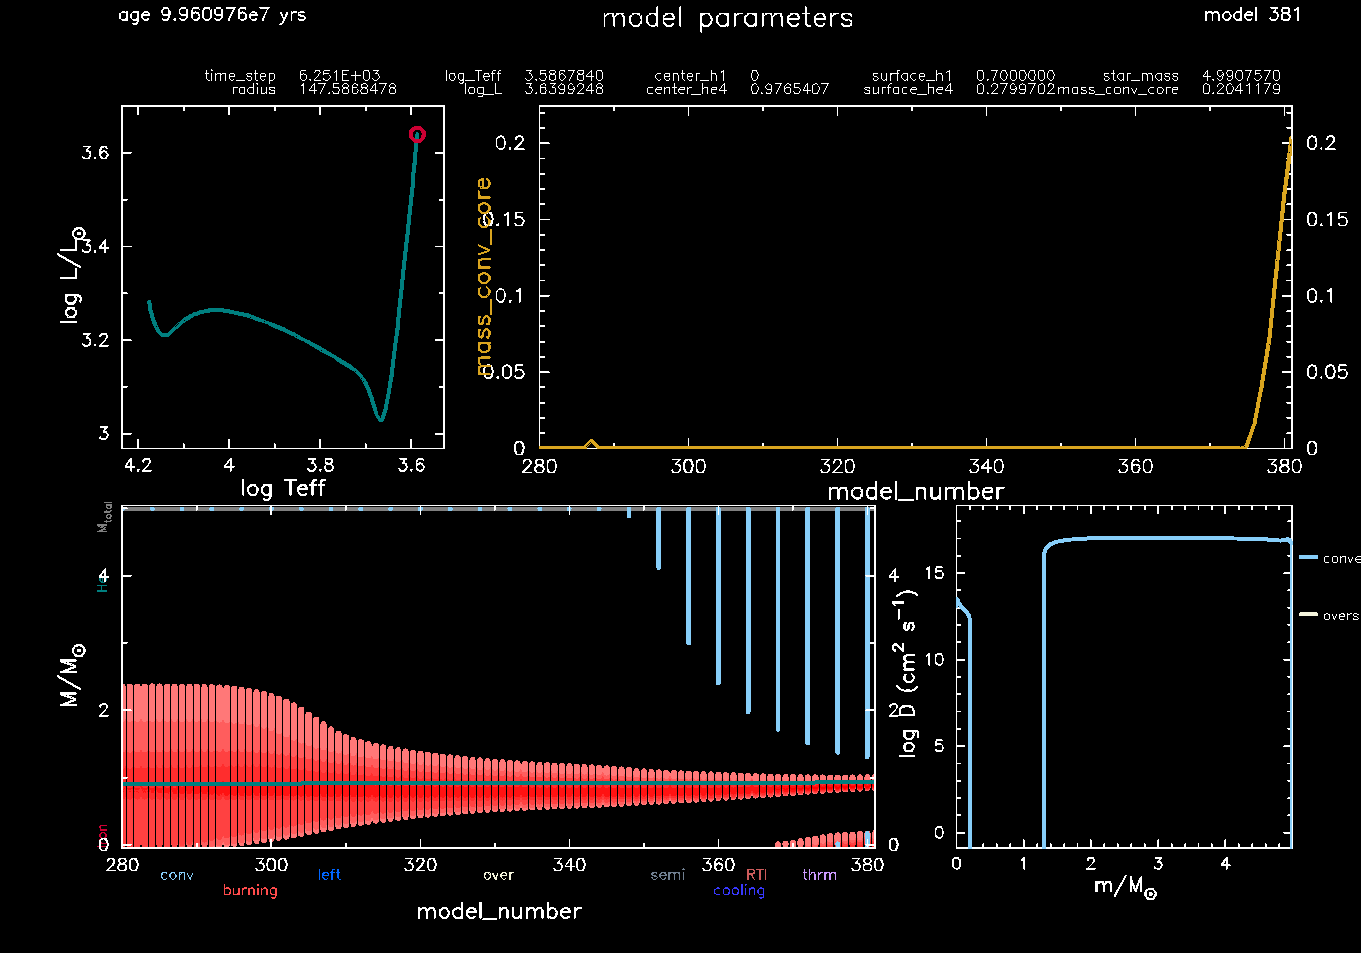 age 9.960976e7 yrs model parameters model 381
time_step 6.251E+03 log_Teff 3.5867840 center_h1 0 surface_h1 0.7000000 star_mass 4.9907570
radius 147.5868478 log_L 3.6399248 center_he4 0.9765407 surface_he4 0.2799702 mass_conv_core 0.2041179
log L/L⊙
3.6
3.4
3.2
3
4.2 4 3.8 3.6
log Teff
mass_conv_core
0.2 0.2
0.15 0.15
0.1 0.1
0.05 0.05
0 0
280 300 320 340 360 380
model_number
M/M⊙
Mtotal
He
4 4
2 2
0 0
280 300 320 340 360 380
conv left over semi RTI thrm
burning cooling
model_number
log D (cm² s⁻¹)
15
10
5
0
0 1 2 3 4
m/M⊙
conve
overs